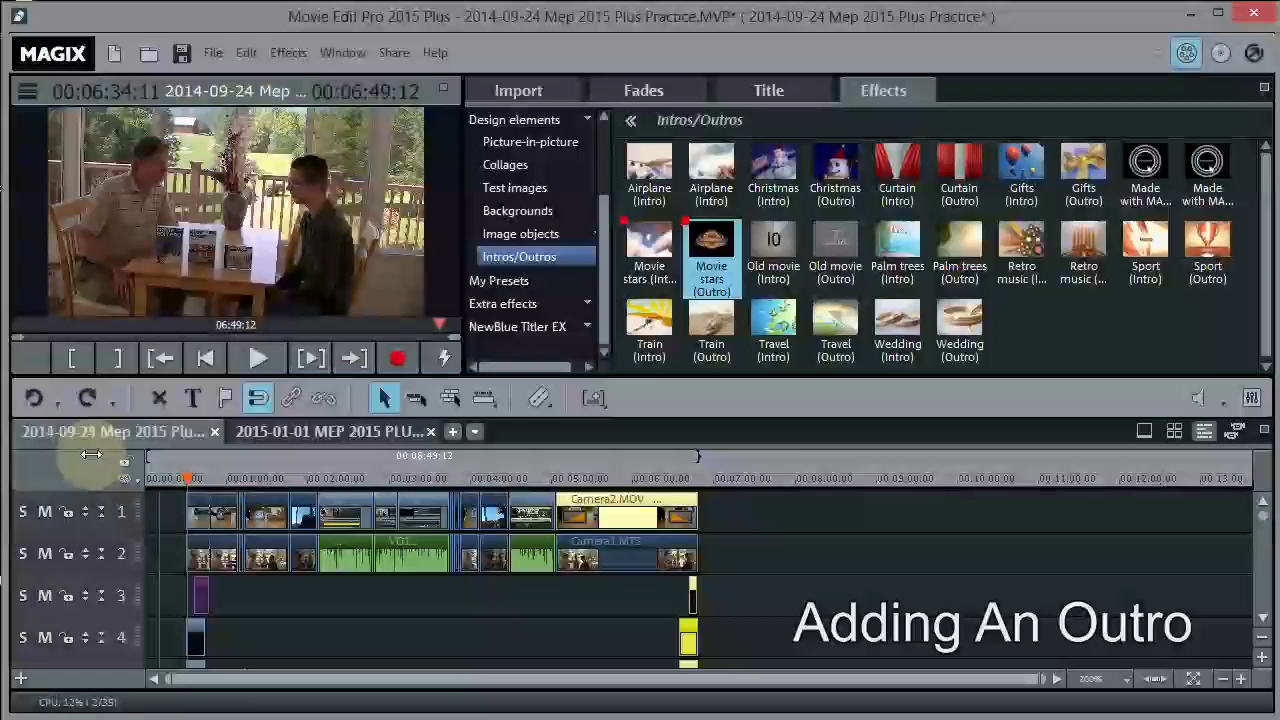 Movie Edit Pro 2015 Plus - 2014-09-24 Mep 2015 Plus Practice.MVP* ( 2014-09-24 Mep 2015 Plus Practice* )
MAGIX File Edit Effects Window Share Help
00:06:34:11 2014-09-24 Mep ... 00:06:49:12
Import Fades Title Effects
Design elements
Picture-in-picture
Collages
Test images
Backgrounds
Image objects
Intros/Outros
My Presets
Extra effects
NewBlue Titler EX
Intros/Outros
Airplane (Intro)
Airplane (Outro)
Christmas (Intro)
Christmas (Outro)
Curtain (Intro)
Curtain (Outro)
Gifts (Intro)
Gifts (Outro)
Made with MA...
Made with MA...
Movie stars (Int...
Movie stars (Outro)
10
Old movie (Intro)
Old movie (Outro)
Palm trees (Intro)
Palm trees (Outro)
Retro music (I...
Retro music (...
Sport (Intro)
Sport (Outro)
Train (Intro)
Train (Outro)
Travel (Intro)
Travel (Outro)
Wedding (Intro)
Wedding (Outro)
06:49:12
2014-09-24 Mep 2015 Plu... 2015-01-01 MEP 2015 PLU...
00:06:49:12
00:01:00:00 00:02:00:00 00:03:00:00 00:04:00:00 00:05:00:00 00:06:00:00 00:07:00:00 00:08:00:00 00:09:00:00 00:10:00:00 00:11:00:00 00:12:00:00 00:13:00
S M 1
Camera2.MOV ...
S M 2
Camera1.MTS
S M 3
S M 4
Adding An Outro
200%